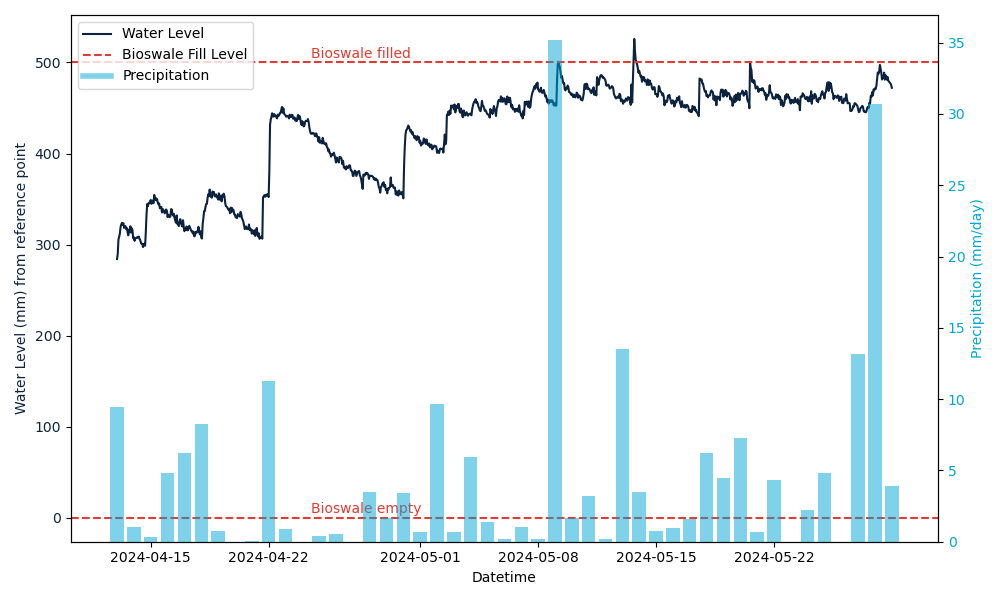 Water Level
Bioswale Fill Level
Precipitation
Bioswale filled
Bioswale empty
500
400
300
200
100
0
Water Level (mm) from reference point
35
30
25
20
15
10
5
0
Precipitation (mm/day)
2024-04-15
2024-04-22
2024-05-01
2024-05-08
2024-05-15
2024-05-22
Datetime